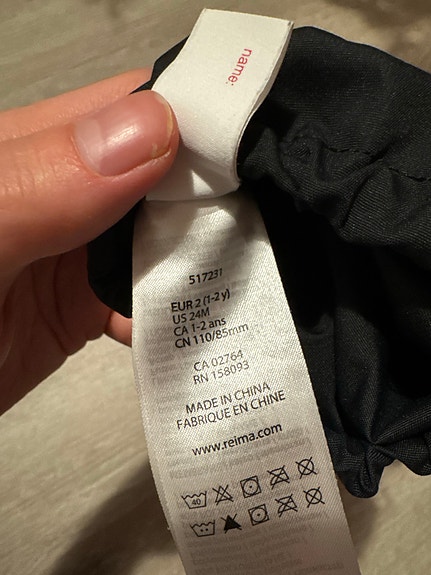 name:
517231
EUR 2 (1-2 y)
US 24M
CA 1-2 ans
CN 110/85mm
CA 02764
RN 158093
MADE IN CHINA
FABRIQUE EN CHINE
www.reima.com
40